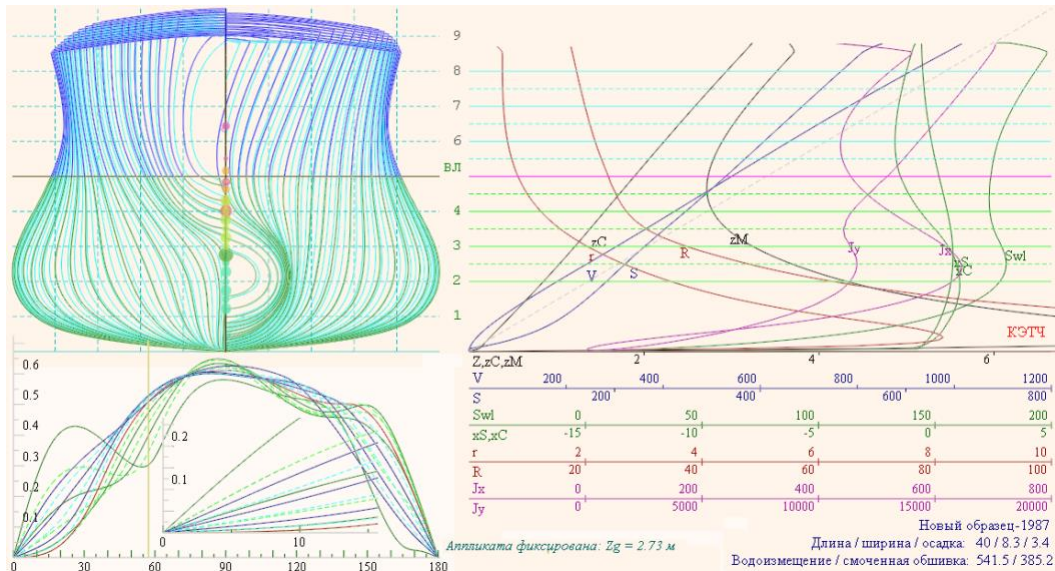 9
8
7
6
ВЛ
4
3
2
1
zC
zM
r
R
V
S
Jy
Jx
xS
xC
Swl
КЭТЧ
2 4 6
Z,zC,zM
V 200 400 600 800 1000 1200
S 200 400 600 800
Swl 0 50 100 150 200
xS,xC -15 -10 -5 0 5
r 2 4 6 8 10
R 20 40 60 80 100
Jx 0 200 400 600 800
Jy 0 5000 10000 15000 20000
0.6
0.5
0.4
0.3
0.2
0.1
0.2
0.1
0 10
0 30 60 90 120 150 180
Аппликата фиксирована: Zg = 2.73 м
Новый образец-1987
Длина / ширина / осадка: 40 / 8.3 / 3.4
Водоизмещение / смоченная обшивка: 541.5 / 385.2